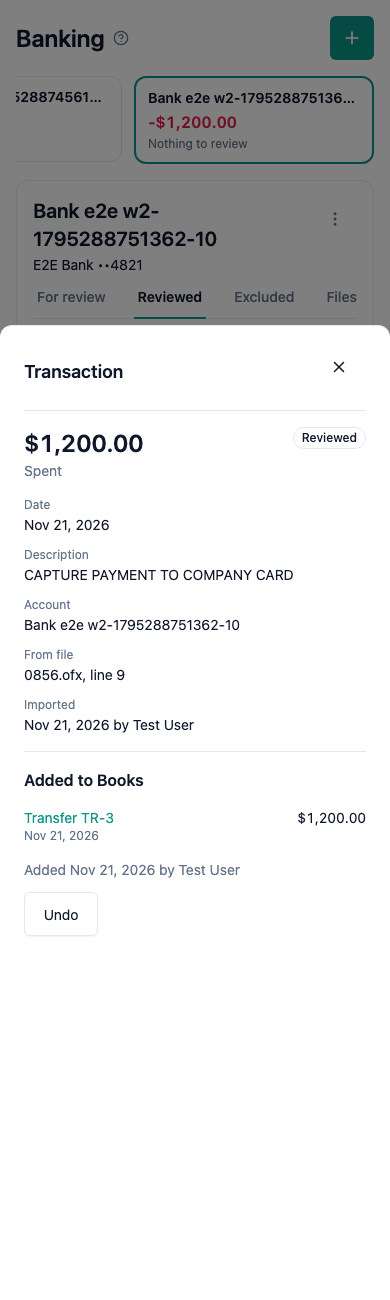 Banking
528874561...
Bank e2e w2-179528875136...
-$1,200.00
Nothing to review
Bank e2e w2-
1795288751362-10
E2E Bank ••4821
For review
Reviewed
Excluded
Files
Transaction
$1,200.00
Reviewed
Spent
Date
Nov 21, 2026
Description
CAPTURE PAYMENT TO COMPANY CARD
Account
Bank e2e w2-1795288751362-10
From file
0856.ofx, line 9
Imported
Nov 21, 2026 by Test User
Added to Books
Transfer TR-3
$1,200.00
Nov 21, 2026
Added Nov 21, 2026 by Test User
Undo